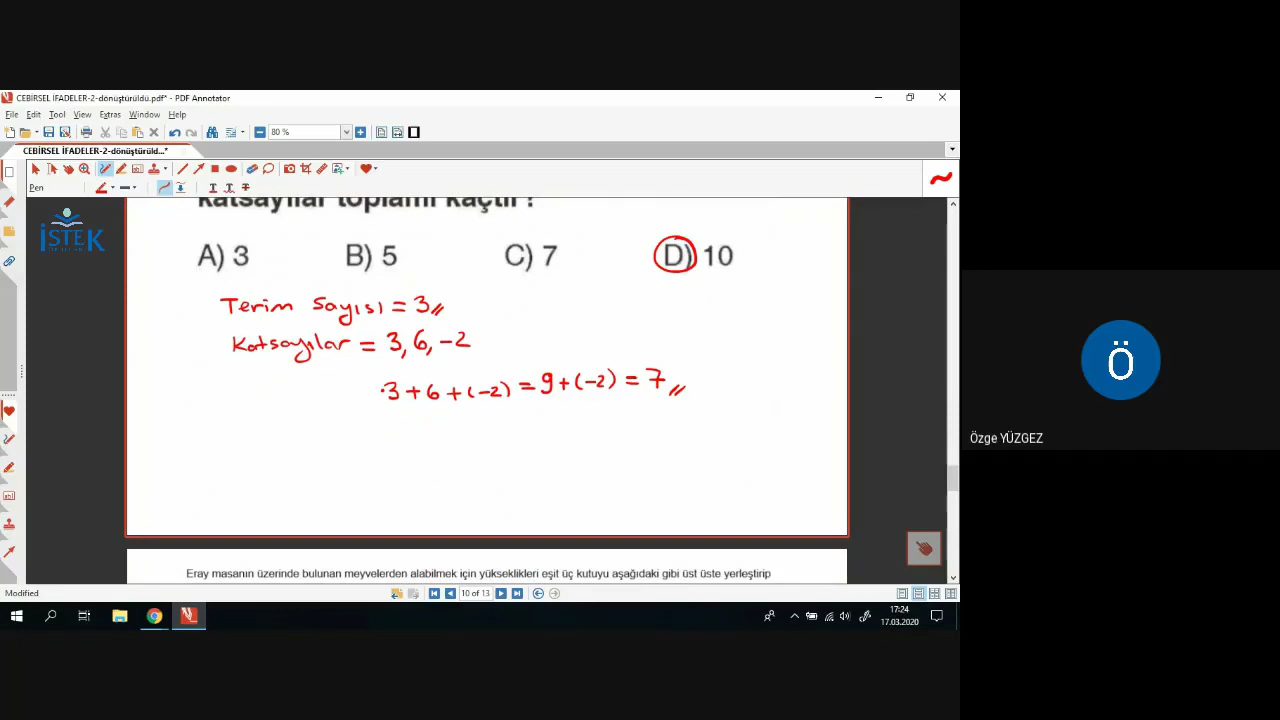 CEBİRSEL İFADELER-2-dönüştürüldü.pdf* - PDF Annotator
File Edit Tool View Extras Window Help
80 %
CEBİRSEL İFADELER-2-dönüştürüld...*
Pen
katsayılar toplamı kaçtır?
İSTEK
A) 3 B) 5 C) 7 D) 10
Terim Sayısı = 3
Katsayılar = 3, 6, -2
3 + 6 + (-2) = 9 + (-2) = 7
Eray masanın üzerinde bulunan meyvelerden alabilmek için yükseklikleri eşit üç kutuyu aşağıdaki gibi üst üste yerleştirip
Modified
10 of 13
17:24
17.03.2020
Ö
Özge YÜZGEZ